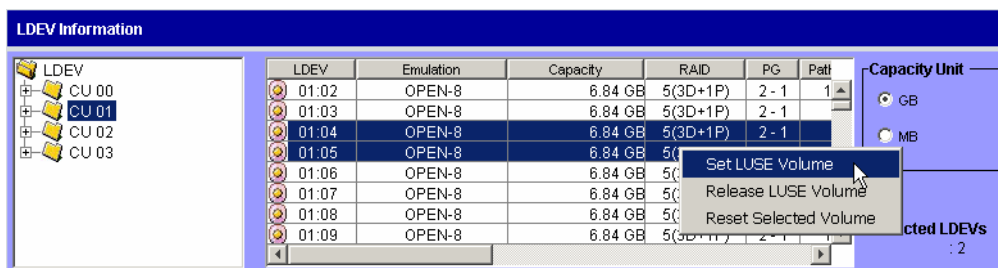 LDEV Information
LDEV
CU 00
CU 01
CU 02
CU 03
LDEV Emulation Capacity RAID PG Path
01:02 OPEN-8 6.84 GB 5(3D+1P) 2 - 1 1
01:03 OPEN-8 6.84 GB 5(3D+1P) 2 - 1
01:04 OPEN-8 6.84 GB 5(3D+1P) 2 - 1
01:05 OPEN-8 6.84 GB
01:06 OPEN-8 6.84 GB
01:07 OPEN-8 6.84 GB
01:08 OPEN-8 6.84 GB
01:09 OPEN-8 6.84 GB 5(3D+1P) 2 - 1
Set LUSE Volume
Release LUSE Volume
Reset Selected Volume
Capacity Unit
GB
MB
cted LDEVs
: 2